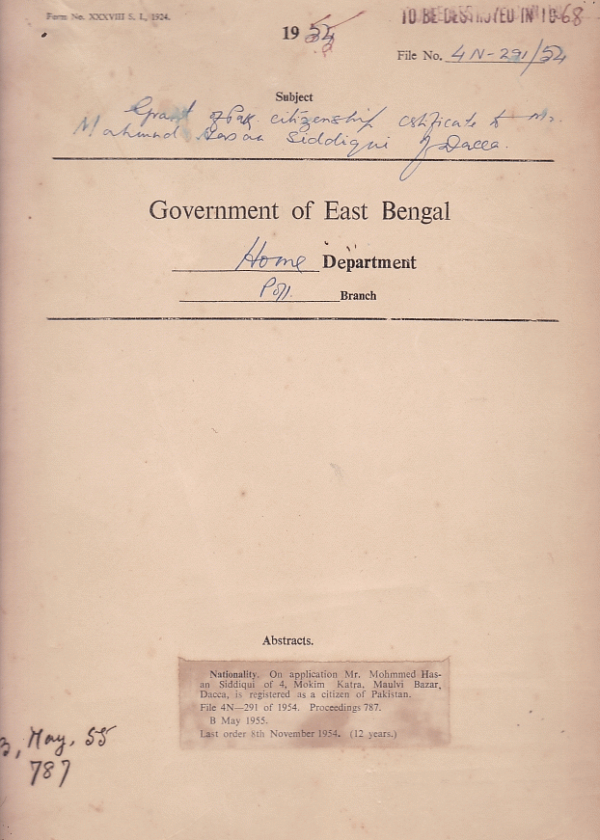 Form No. XXXVIII S. I., 1924.
TO BE DESTROYED IN 1968
1954
File No. 4N-291/54
Subject
Grant of Pak citizenship certificate to Mr.
Mahmud Hasan Siddiqui of Dacca.
Government of East Bengal
Home Department
Poll. Branch
Abstracts.
Nationality. On application Mr. Mohmmed Has-
an Siddiqui of 4, Mokim Katra, Maulvi Bazar,
Dacca, is registered as a citizen of Pakistan.
File 4N—291 of 1954. Proceedings 787.
B May 1955.
Last order 8th November 1954. (12 years.)
B, May, 55
787